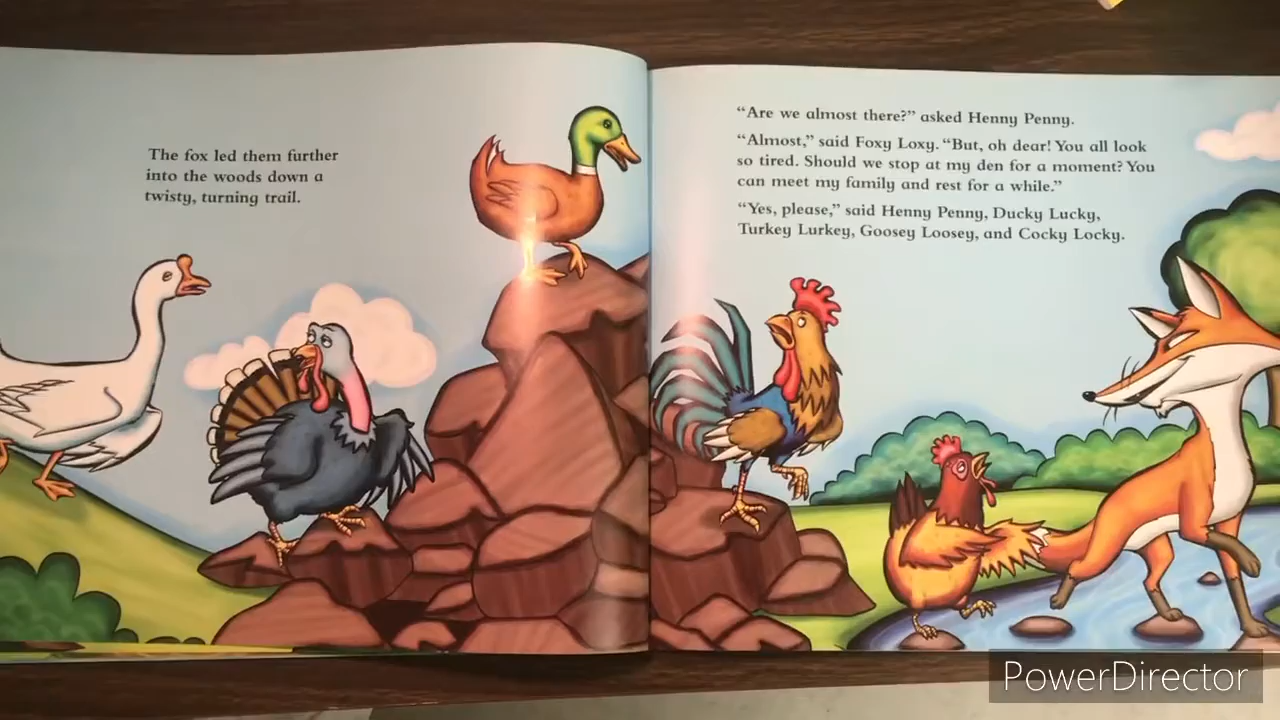 The fox led them further
into the woods down a
twisty, turning trail.
“Are we almost there?” asked Henny Penny.
“Almost,” said Foxy Loxy. “But, oh dear! You all look
so tired. Should we stop at my den for a moment? You
can meet my family and rest for a while.”
“Yes, please,” said Henny Penny, Ducky Lucky,
Turkey Lurkey, Goosey Loosey, and Cocky Locky.
PowerDirector